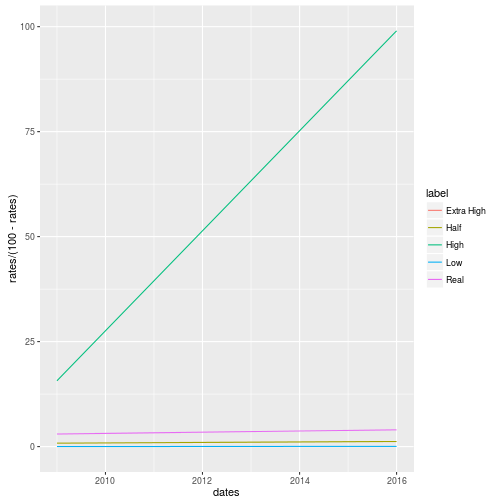 100
75
50
25
0
rates/(100 - rates)
2010
2012
2014
2016
dates
label
Extra High
Half
High
Low
Real